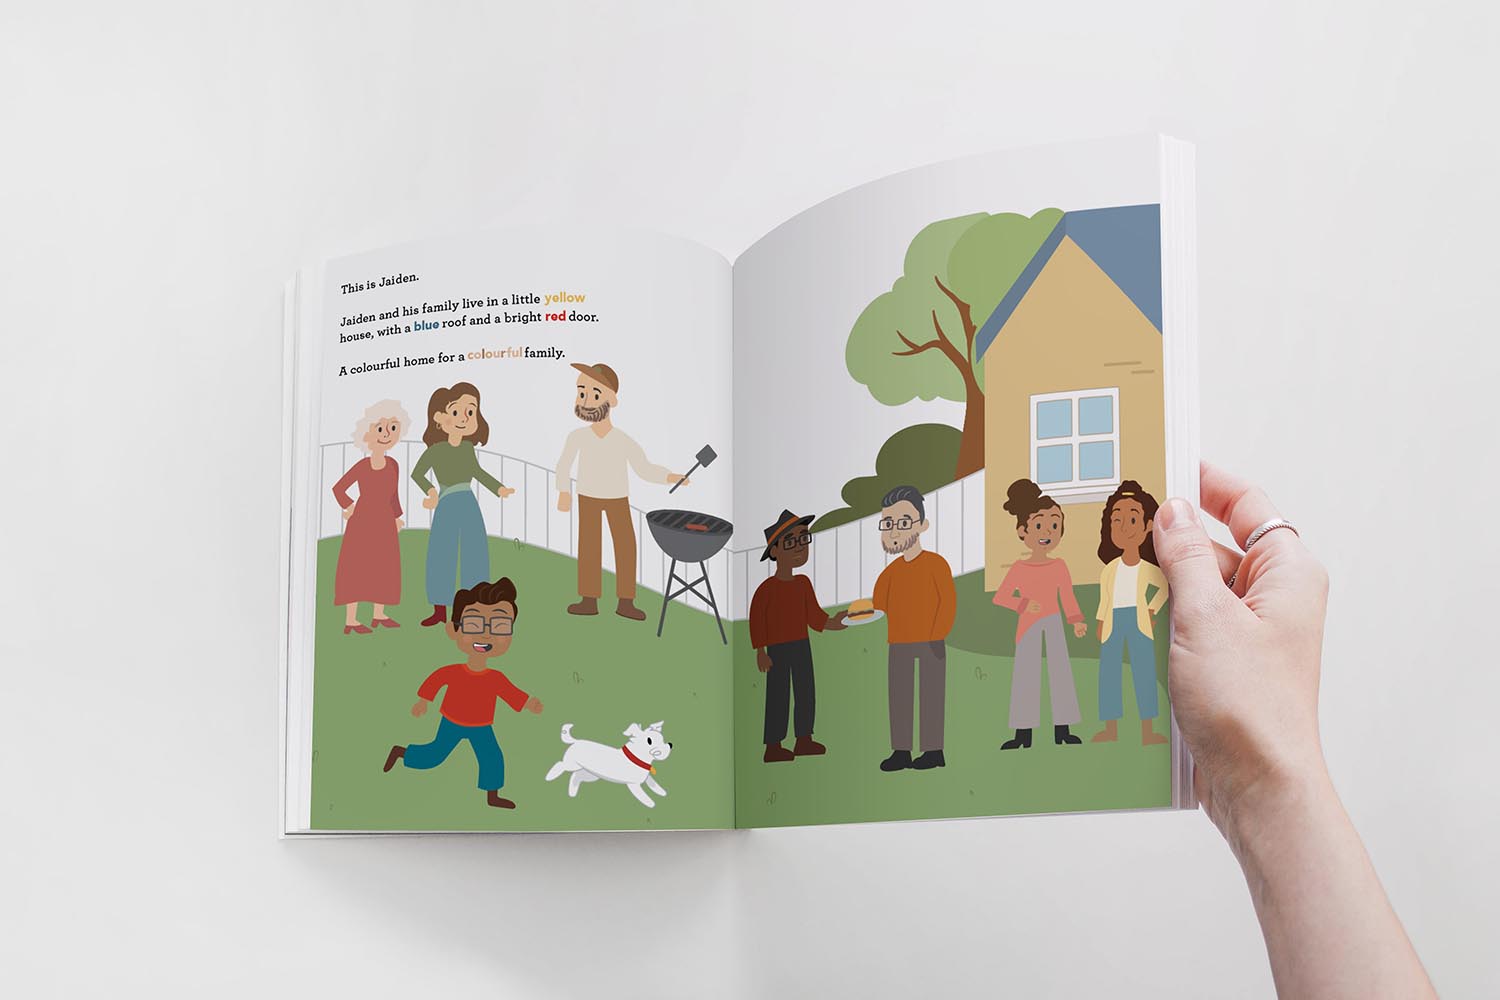 This is Jaiden.
Jaiden and his family live in a little yellow
house, with a blue roof and a bright red door.
A colourful home for a colourful family.